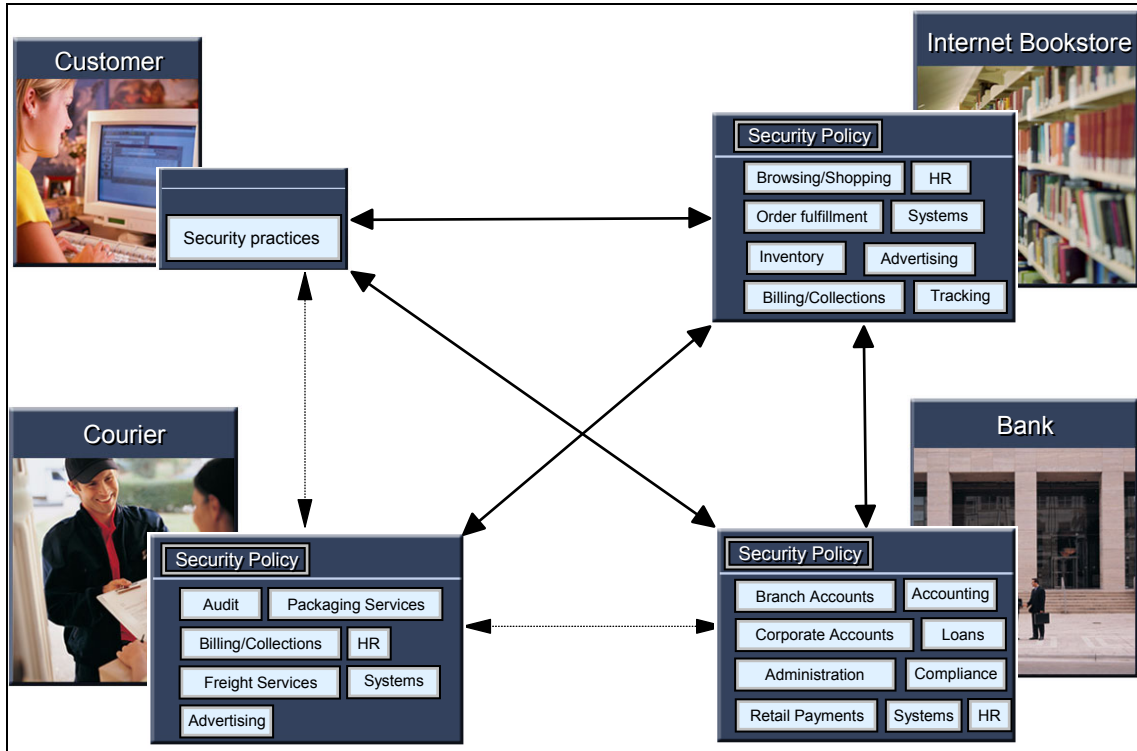 Customer
Security practices
Internet Bookstore
Security Policy
Browsing/Shopping HR
Order fulfillment Systems
Inventory Advertising
Billing/Collections Tracking
Courier
Security Policy
Audit Packaging Services
Billing/Collections HR
Freight Services Systems
Advertising
Bank
Security Policy
Branch Accounts Accounting
Corporate Accounts Loans
Administration Compliance
Retail Payments Systems HR